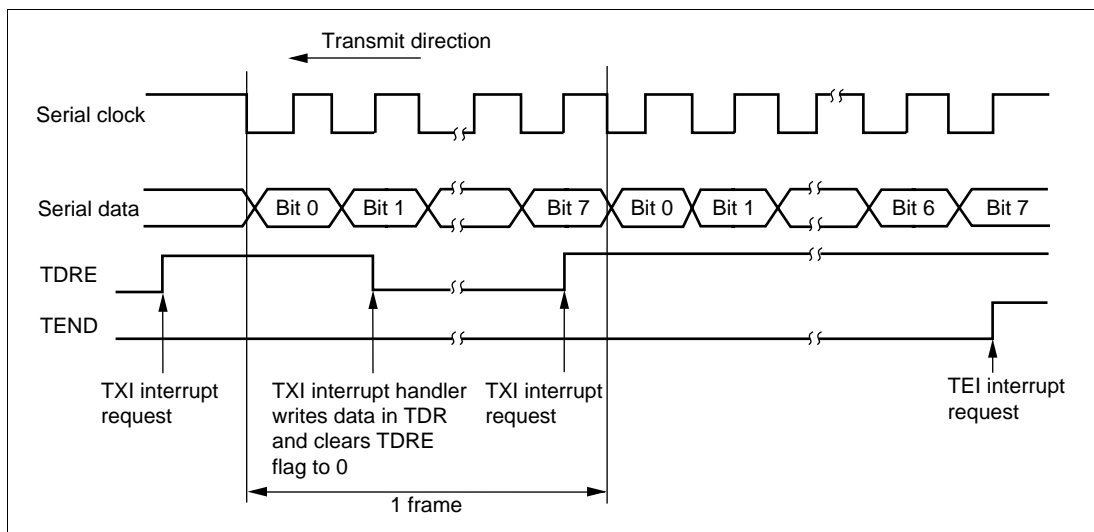 Transmit direction
Serial clock
Serial data
Bit 0
Bit 1
Bit 7
Bit 0
Bit 1
Bit 6
Bit 7
TDRE
TEND
TXI interrupt
request
TXI interrupt handler
writes data in TDR
and clears TDRE
flag to 0
TXI interrupt
request
TEI interrupt
request
1 frame